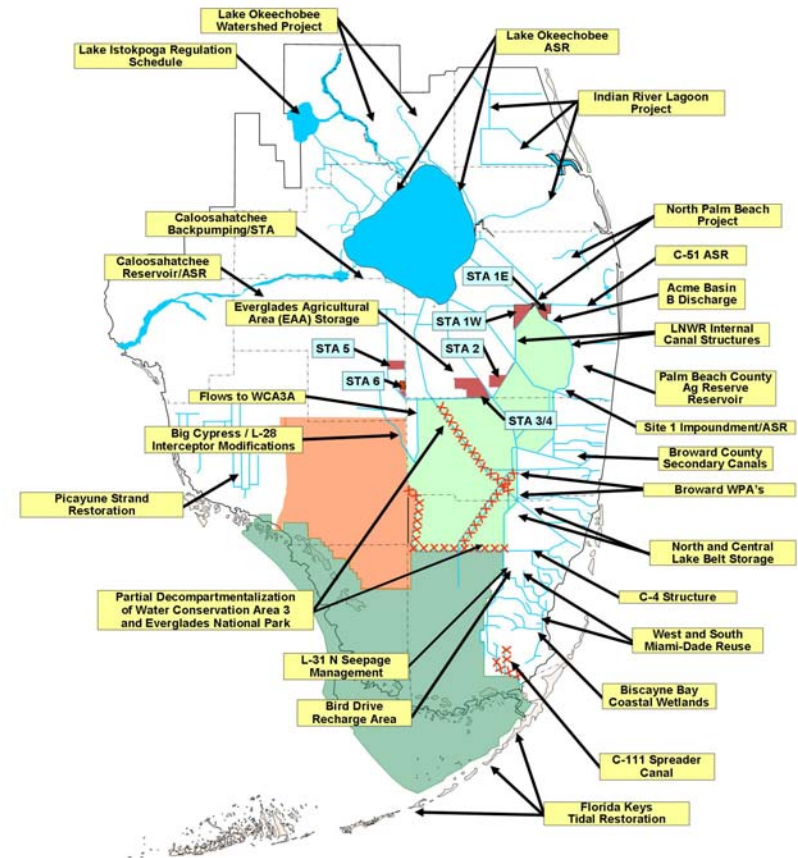 Lake Okeechobee
Watershed Project
Lake Okeechobee
ASR
Lake Istokpoga Regulation
Schedule
Indian River Lagoon
Project
North Palm Beach
Project
Caloosahatchee
Backpumping/STA
C-51 ASR
Caloosahatchee
Reservoir/ASR
STA 1E
Acme Basin
B Discharge
Everglades Agricultural
Area (EAA) Storage
STA 1W
LNWR Internal
Canal Structures
STA 5
STA 2
STA 6
Palm Beach County
Ag Reserve
Reservoir
Flows to WCA3A
STA 3/4
Site 1 Impoundment/ASR
Big Cypress / L-28
Interceptor Modifications
Broward County
Secondary Canals
Broward WPA's
Picayune Strand
Restoration
North and Central
Lake Belt Storage
Partial Decompartmentalization
of Water Conservation Area 3
and Everglades National Park
C-4 Structure
West and South
Miami-Dade Reuse
L-31 N Seepage
Management
Biscayne Bay
Coastal Wetlands
Bird Drive
Recharge Area
C-111 Spreader
Canal
Florida Keys
Tidal Restoration